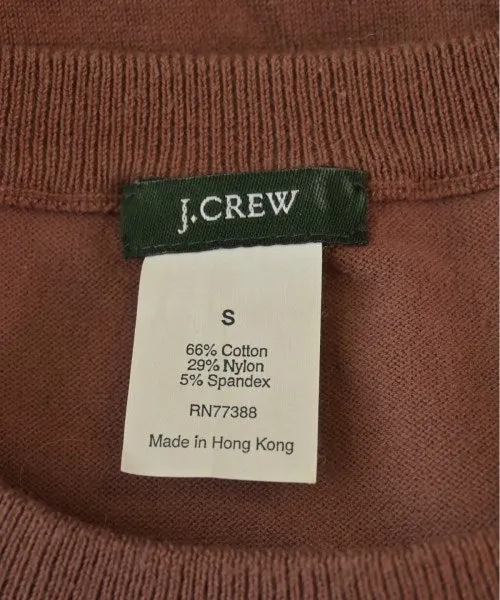 J.CREW
S
66% Cotton
29% Nylon
5% Spandex
RN77388
Made in Hong Kong